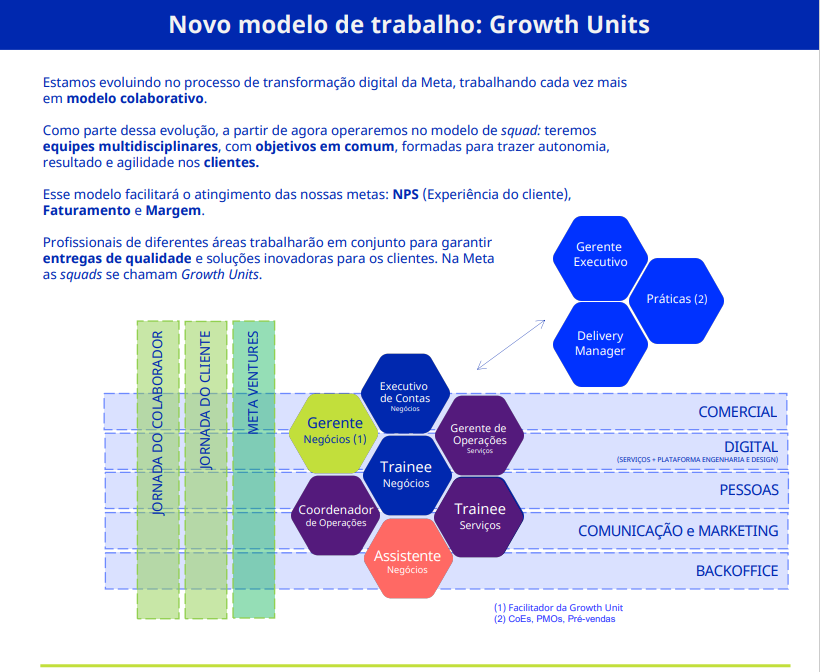 Novo modelo de trabalho: Growth Units
Estamos evoluindo no processo de transformação digital da Meta, trabalhando cada vez mais
em modelo colaborativo.
Como parte dessa evolução, a partir de agora operaremos no modelo de squad: teremos
equipes multidisciplinares, com objetivos em comum, formadas para trazer autonomia,
resultado e agilidade nos clientes.
Esse modelo facilitará o atingimento das nossas metas: NPS (Experiência do cliente),
Faturamento e Margem.
Profissionais de diferentes áreas trabalharão em conjunto para garantir
entregas de qualidade e soluções inovadoras para os clientes. Na Meta
as squads se chamam Growth Units.
Gerente
Executivo
Práticas (2)
Delivery
Manager
JORNADA DO COLABORADOR
JORNADA DO CLIENTE
META VENTURES
Executivo
de Contas
Negócios
Gerente
Negócios (1)
Gerente de
Operações
Serviços
Trainee
Negócios
Coordenador
de Operações
Trainee
Serviços
Assistente
Negócios
COMERCIAL
DIGITAL
(SERVIÇOS + PLATAFORMA ENGENHARIA E DESIGN)
PESSOAS
COMUNICAÇÃO e MARKETING
BACKOFFICE
(1) Facilitador da Growth Unit
(2) CoEs, PMOs, Pré-vendas